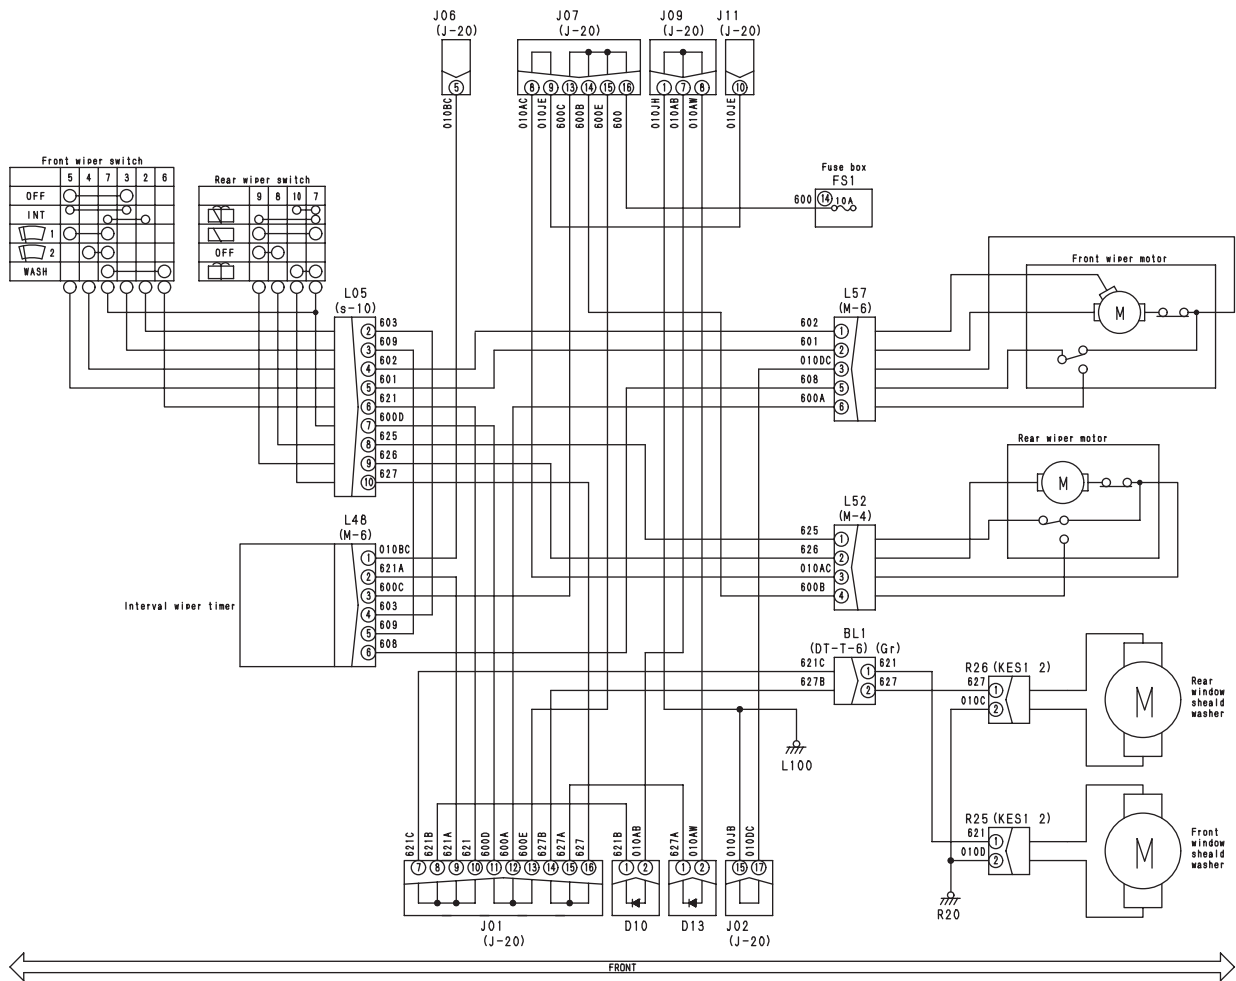 J06
(J-20)
J07
(J-20)
J09
(J-20)
J11
(J-20)
5
8 9 13 14 15 16
1 7 8
10
010BC
010AC
010JE
600C
600B
600E
600
010JH
010AB
010AW
010JE
Fuse box
FS1
600 14 10A
Front wiper switch
5 4 7 3 2 6
OFF
INT
1
2
WASH
Rear wiper switch
9 8 10 7
OFF
L05
(s-10)
2 603
3 609
4 602
5 601
6 621
7 600D
8 625
9 626
10 627
L57
(M-6)
602 1
601 2
010DC 3
608 5
600A 6
Front wiper motor
M
Rear wiper motor
M
L52
(M-4)
625 1
626 2
010AC 3
600B 4
L48
(M-6)
Interval wiper timer
1 010BC
2 621A
3 600C
4 603
5 609
6 608
BL1
(DT-T-6) (Gr)
621C 1 621
627B 2 627
R26 (KES1 2)
627 1
010C 2
M
Rear
window
sheald
washer
L100
R25 (KES1 2)
621 1
010D 2
M
Front
window
sheald
washer
R20
621C
621B
621A
621
600D
600A
600E
627B
627A
627
621B
010AB
627A
010AW
010JB
010DC
7 8 9 10 11 12 13 14 15 16
1 2
1 2
15 17
J01
(J-20)
D10
D13
J02
(J-20)
FRONT